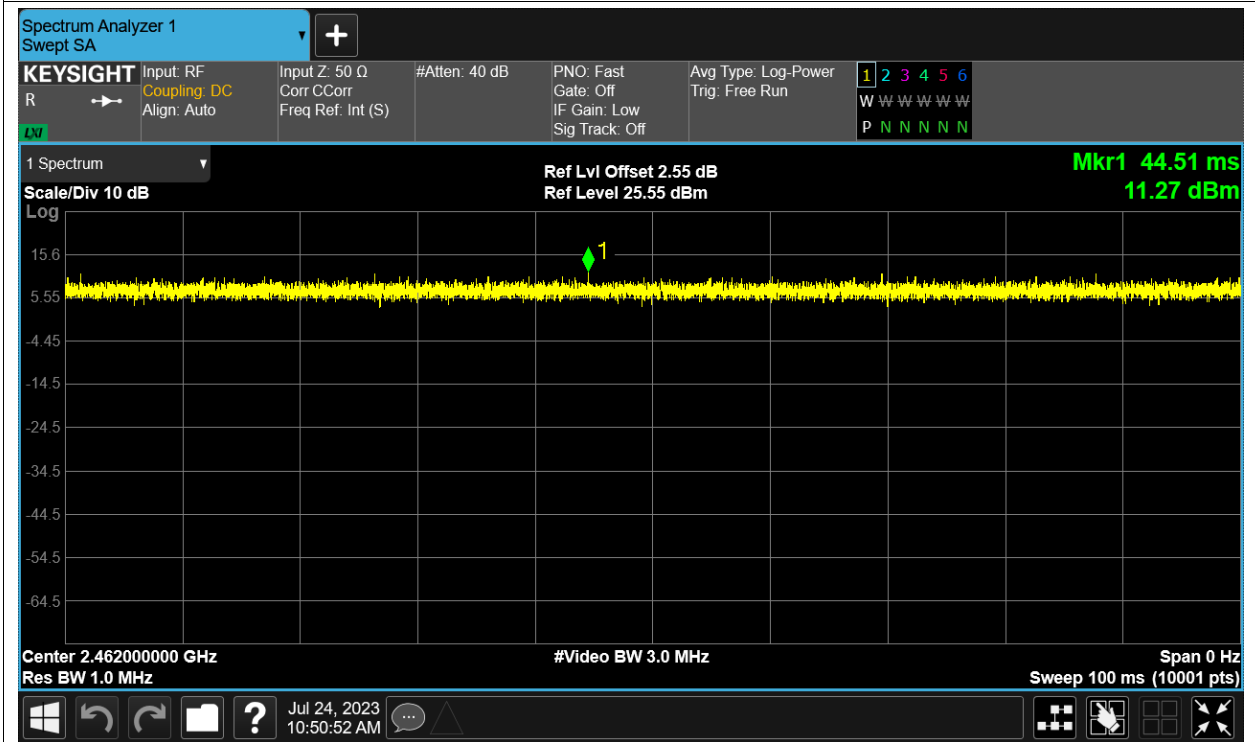 Spectrum Analyzer 1
Swept SA
KEYSIGHT
R
LXI
Input: RF
Coupling: DC
Align: Auto
Input Z: 50 Ω
Corr CCorr
Freq Ref: Int (S)
#Atten: 40 dB
PNO: Fast
Gate: Off
IF Gain: Low
Sig Track: Off
Avg Type: Log-Power
Trig: Free Run
1 2 3 4 5 6
W W W W W W
P N N N N N
1 Spectrum
Scale/Div 10 dB
Log
Ref Lvl Offset 2.55 dB
Ref Level 25.55 dBm
Mkr1 44.51 ms
11.27 dBm
1
15.6
5.55
-4.45
-14.5
-24.5
-34.5
-44.5
-54.5
-64.5
Center 2.462000000 GHz
#Video BW 3.0 MHz
Span 0 Hz
Res BW 1.0 MHz
Sweep 100 ms (10001 pts)
?
Jul 24, 2023
10:50:52 AM